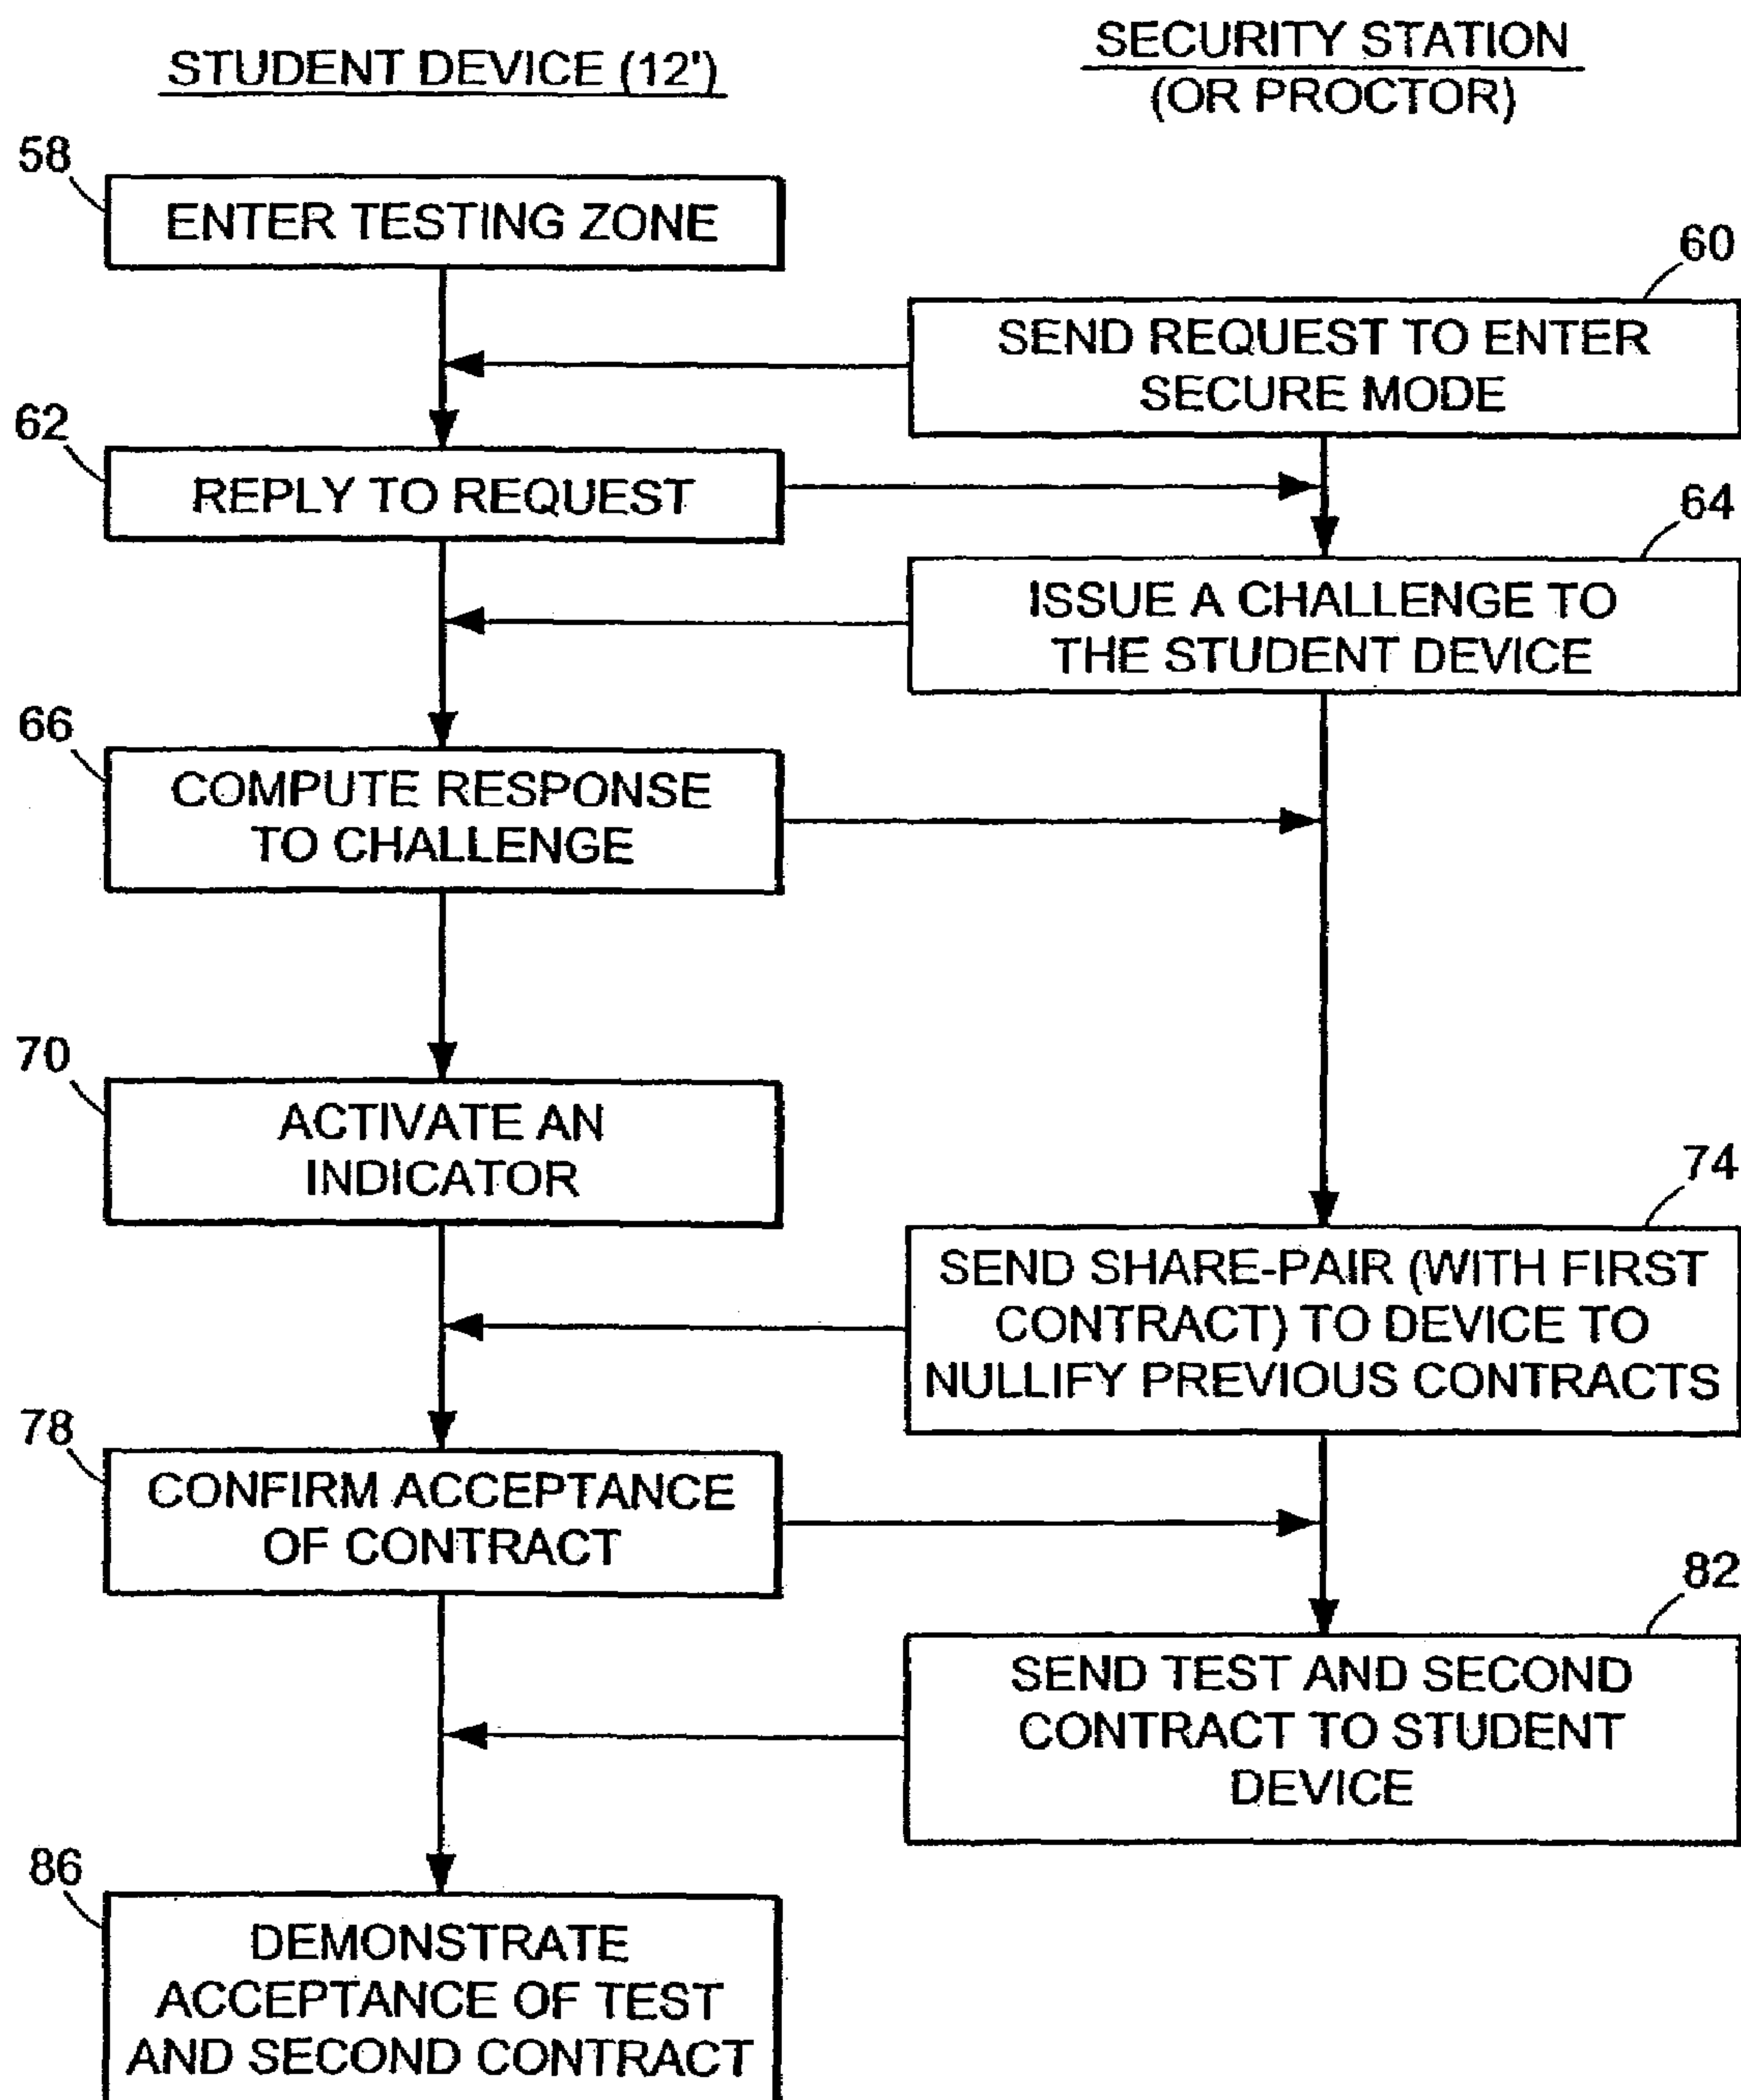 STUDENT DEVICE (12')
SECURITY STATION
(OR PROCTOR)
58
ENTER TESTING ZONE
60
SEND REQUEST TO ENTER
SECURE MODE
62
REPLY TO REQUEST
64
ISSUE A CHALLENGE TO
THE STUDENT DEVICE
66
COMPUTE RESPONSE
TO CHALLENGE
70
ACTIVATE AN
INDICATOR
74
SEND SHARE-PAIR (WITH FIRST
CONTRACT) TO DEVICE TO
NULLIFY PREVIOUS CONTRACTS
78
CONFIRM ACCEPTANCE
OF CONTRACT
82
SEND TEST AND SECOND
CONTRACT TO STUDENT
DEVICE
86
DEMONSTRATE
ACCEPTANCE OF TEST
AND SECOND CONTRACT